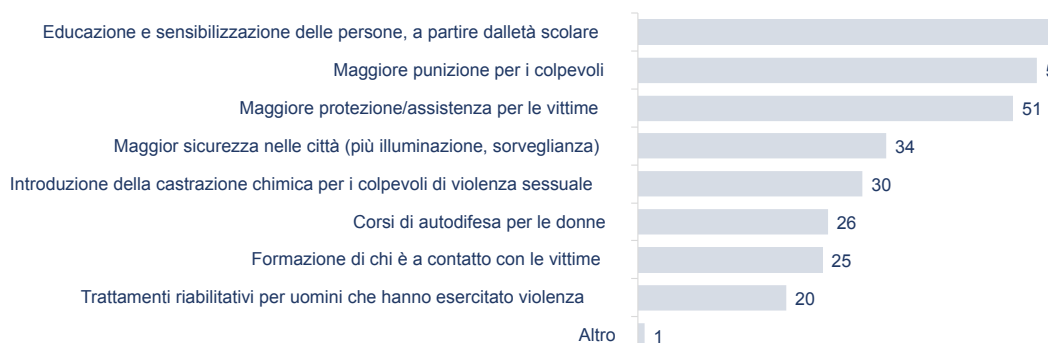 Educazione e sensibilizzazione delle persone, a partire dalletà scolare
Maggiore punizione per i colpevoli
Maggiore protezione/assistenza per le vittime 51
Maggior sicurezza nelle città (più illuminazione, sorveglianza) 34
Introduzione della castrazione chimica per i colpevoli di violenza sessuale 30
Corsi di autodifesa per le donne 26
Formazione di chi è a contatto con le vittime 25
Trattamenti riabilitativi per uomini che hanno esercitato violenza 20
Altro 1